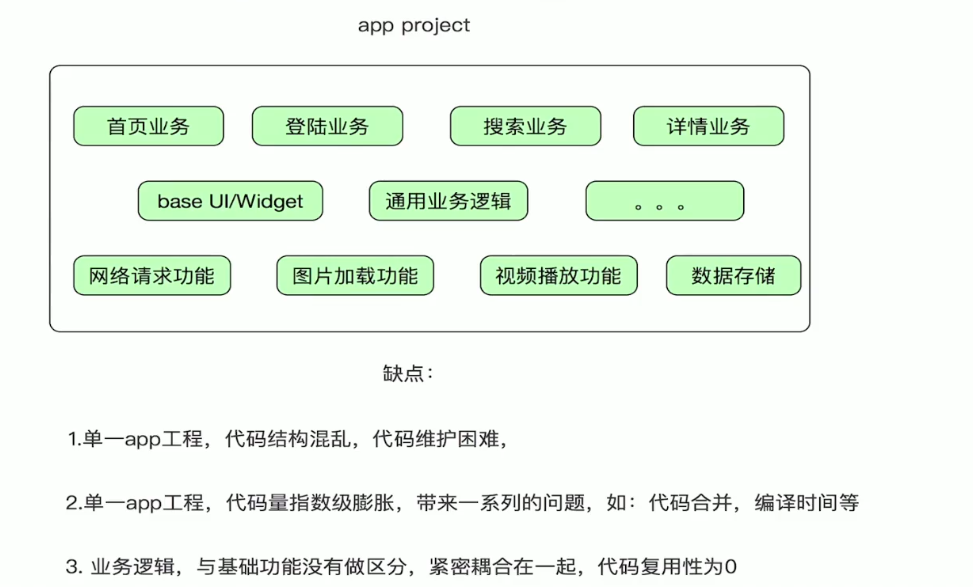 app project
首页业务 登陆业务 搜索业务 详情业务
base UI/Widget 通用业务逻辑 。。。
网络请求功能 图片加载功能 视频播放功能 数据存储
缺点：
1.单一app工程，代码结构混乱，代码维护困难，
2.单一app工程，代码量指数级膨胀，带来一系列的问题，如：代码合并，编译时间等
3. 业务逻辑，与基础功能没有做区分，紧密耦合在一起，代码复用性为0